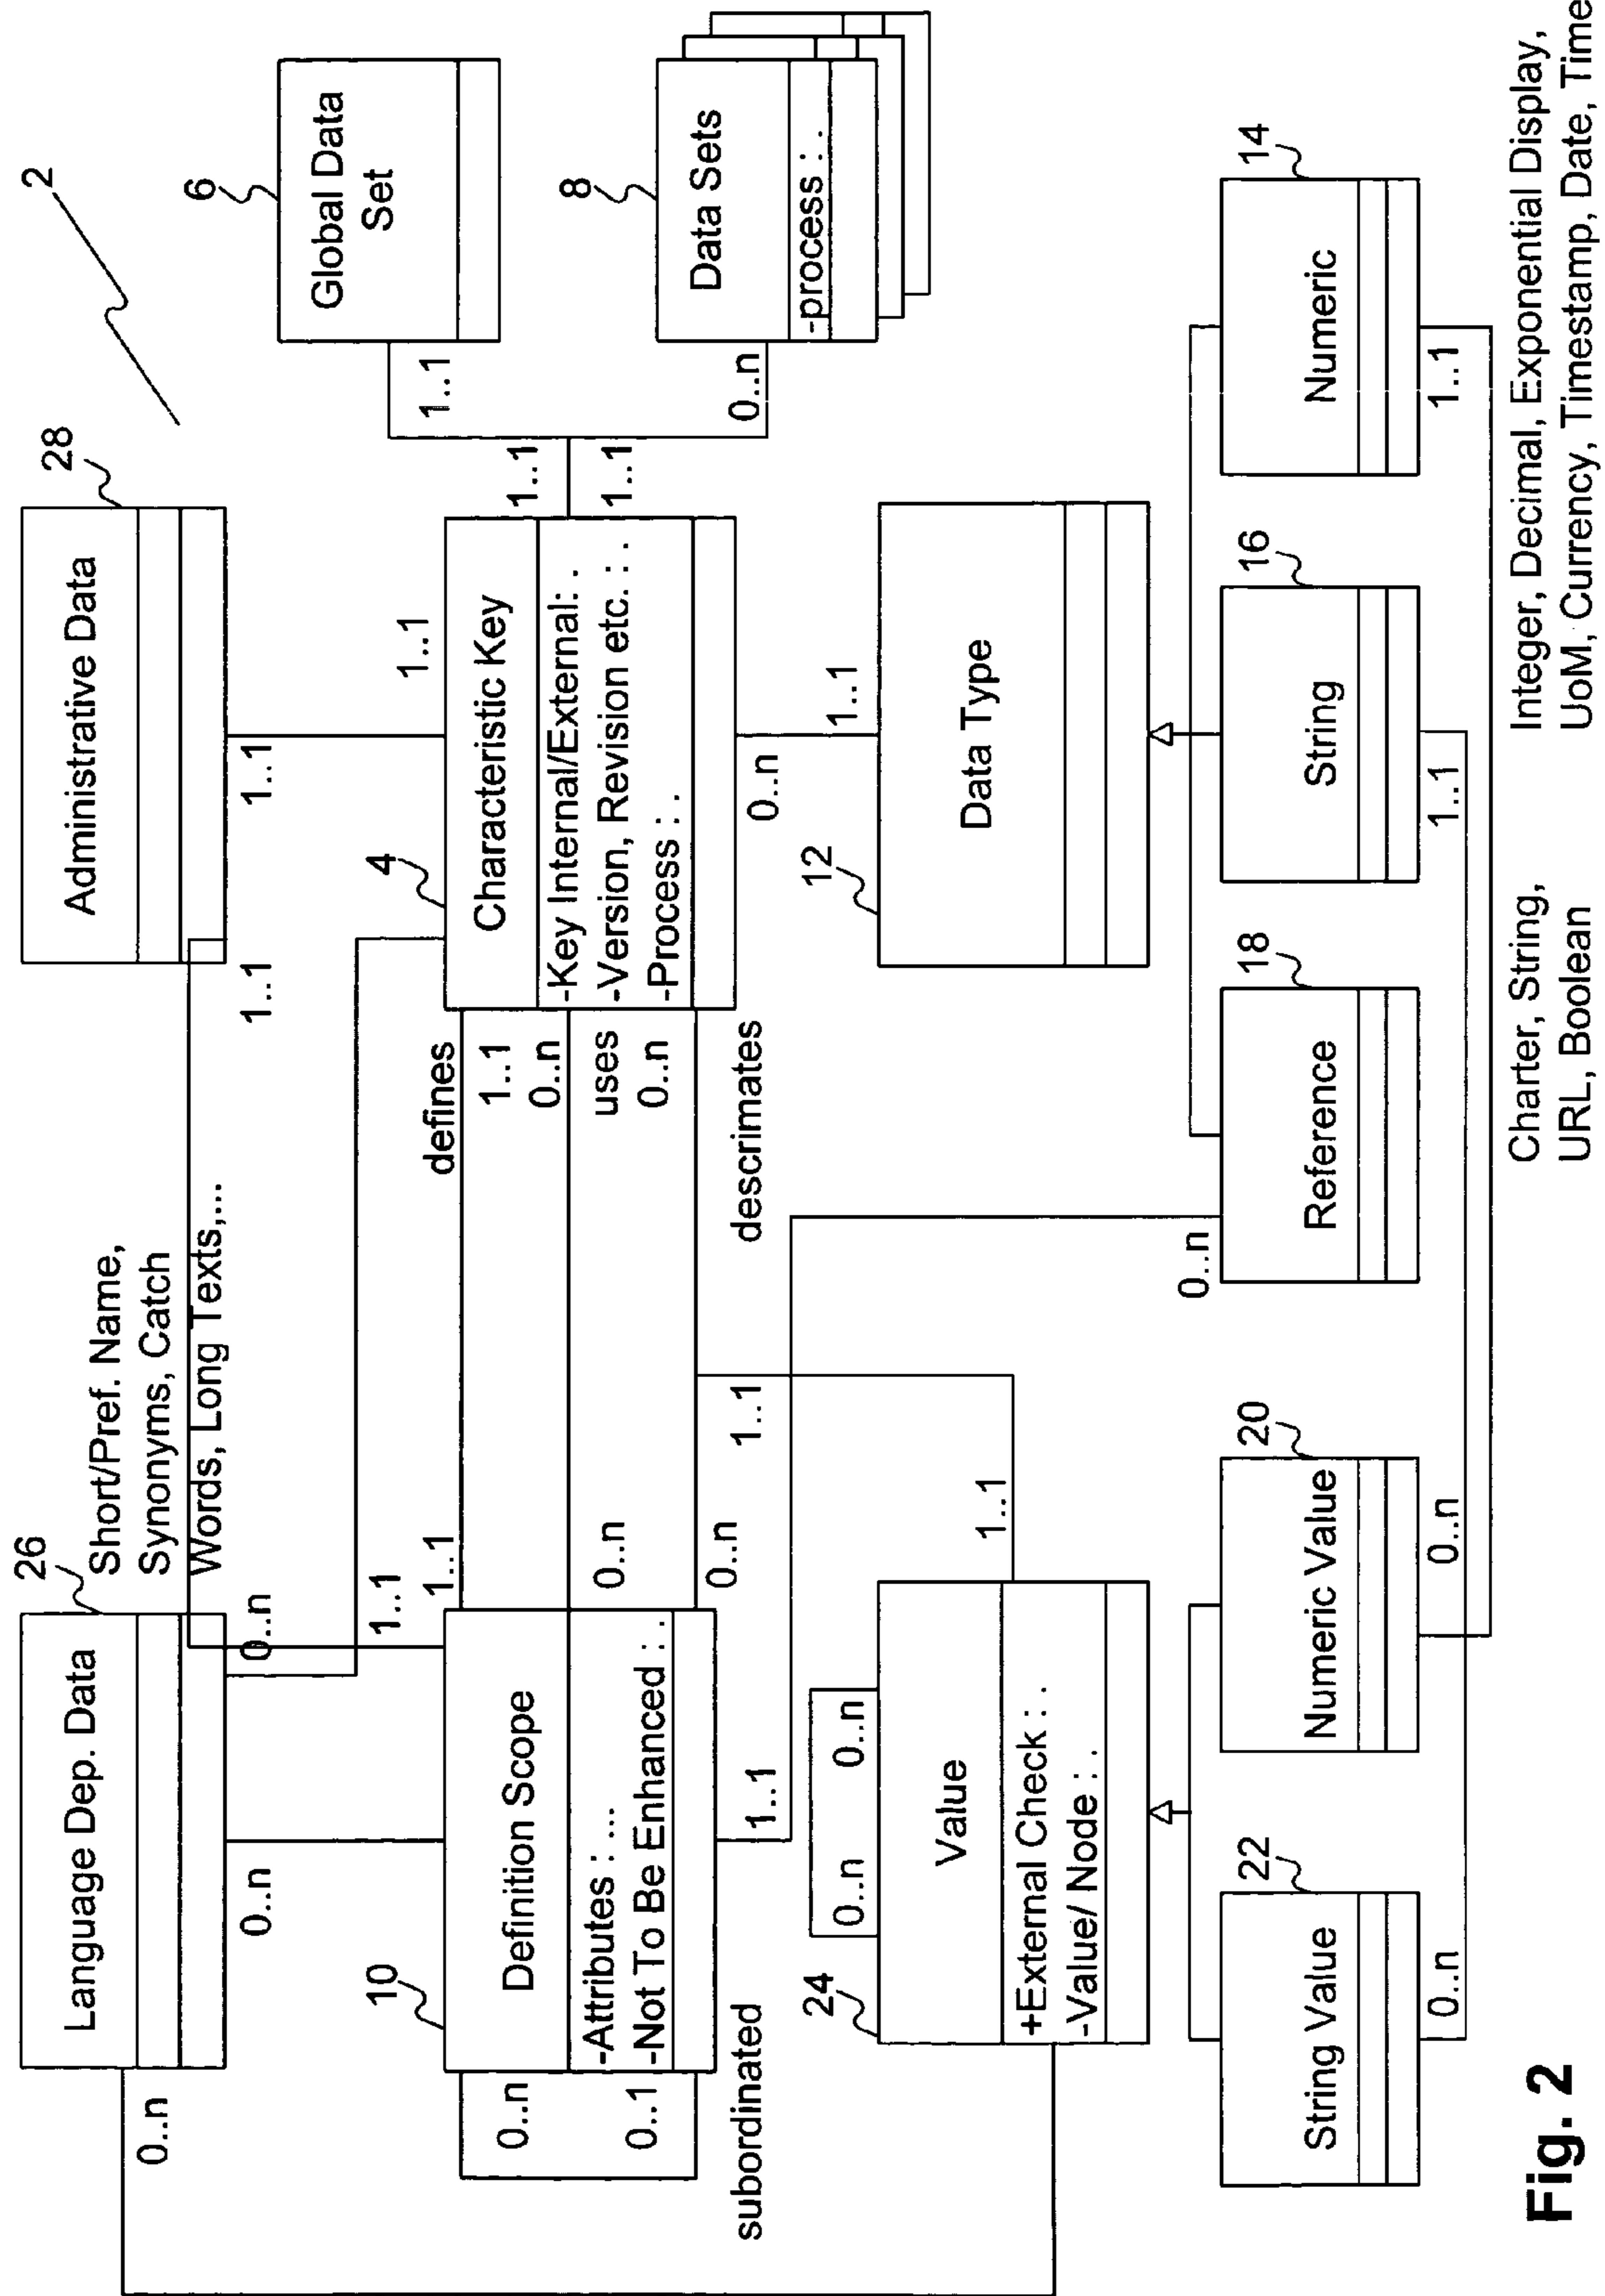 2
26
Short/Pref. Name,
Synonyms, Catch
Words, Long Texts,...
28
Language Dep. Data
Administrative Data
6
Global Data
Set
0..n
0..n
0..n
1..1
1..1
1..1
1..1
1..1
1..1
1..1
1..1
8
Data Sets
-process : .
0..n
10
Definition Scope
-Attributes : ...
-Not To Be Enhanced : .
0..n
0..1
subordinated
defines
1..1
0..n
uses
0..n
descrimates
0..n
0..n
1..1
1..1
4
Characteristic Key
-Key Internal/External: .
-Version, Revision etc. : .
-Process : .
0..n
1..1
24
Value
+External Check : .
-Value/ Node : .
0..n
0..n
1..1
12
Data Type
22
String Value
0..n
20
Numeric Value
0..n
18
Reference
0..n
16
String
1..1
14
Numeric
1..1
Charter, String,
URL, Boolean
Integer, Decimal, Exponential Display,
UoM, Currency, Timestamp, Date, Time
Fig. 2